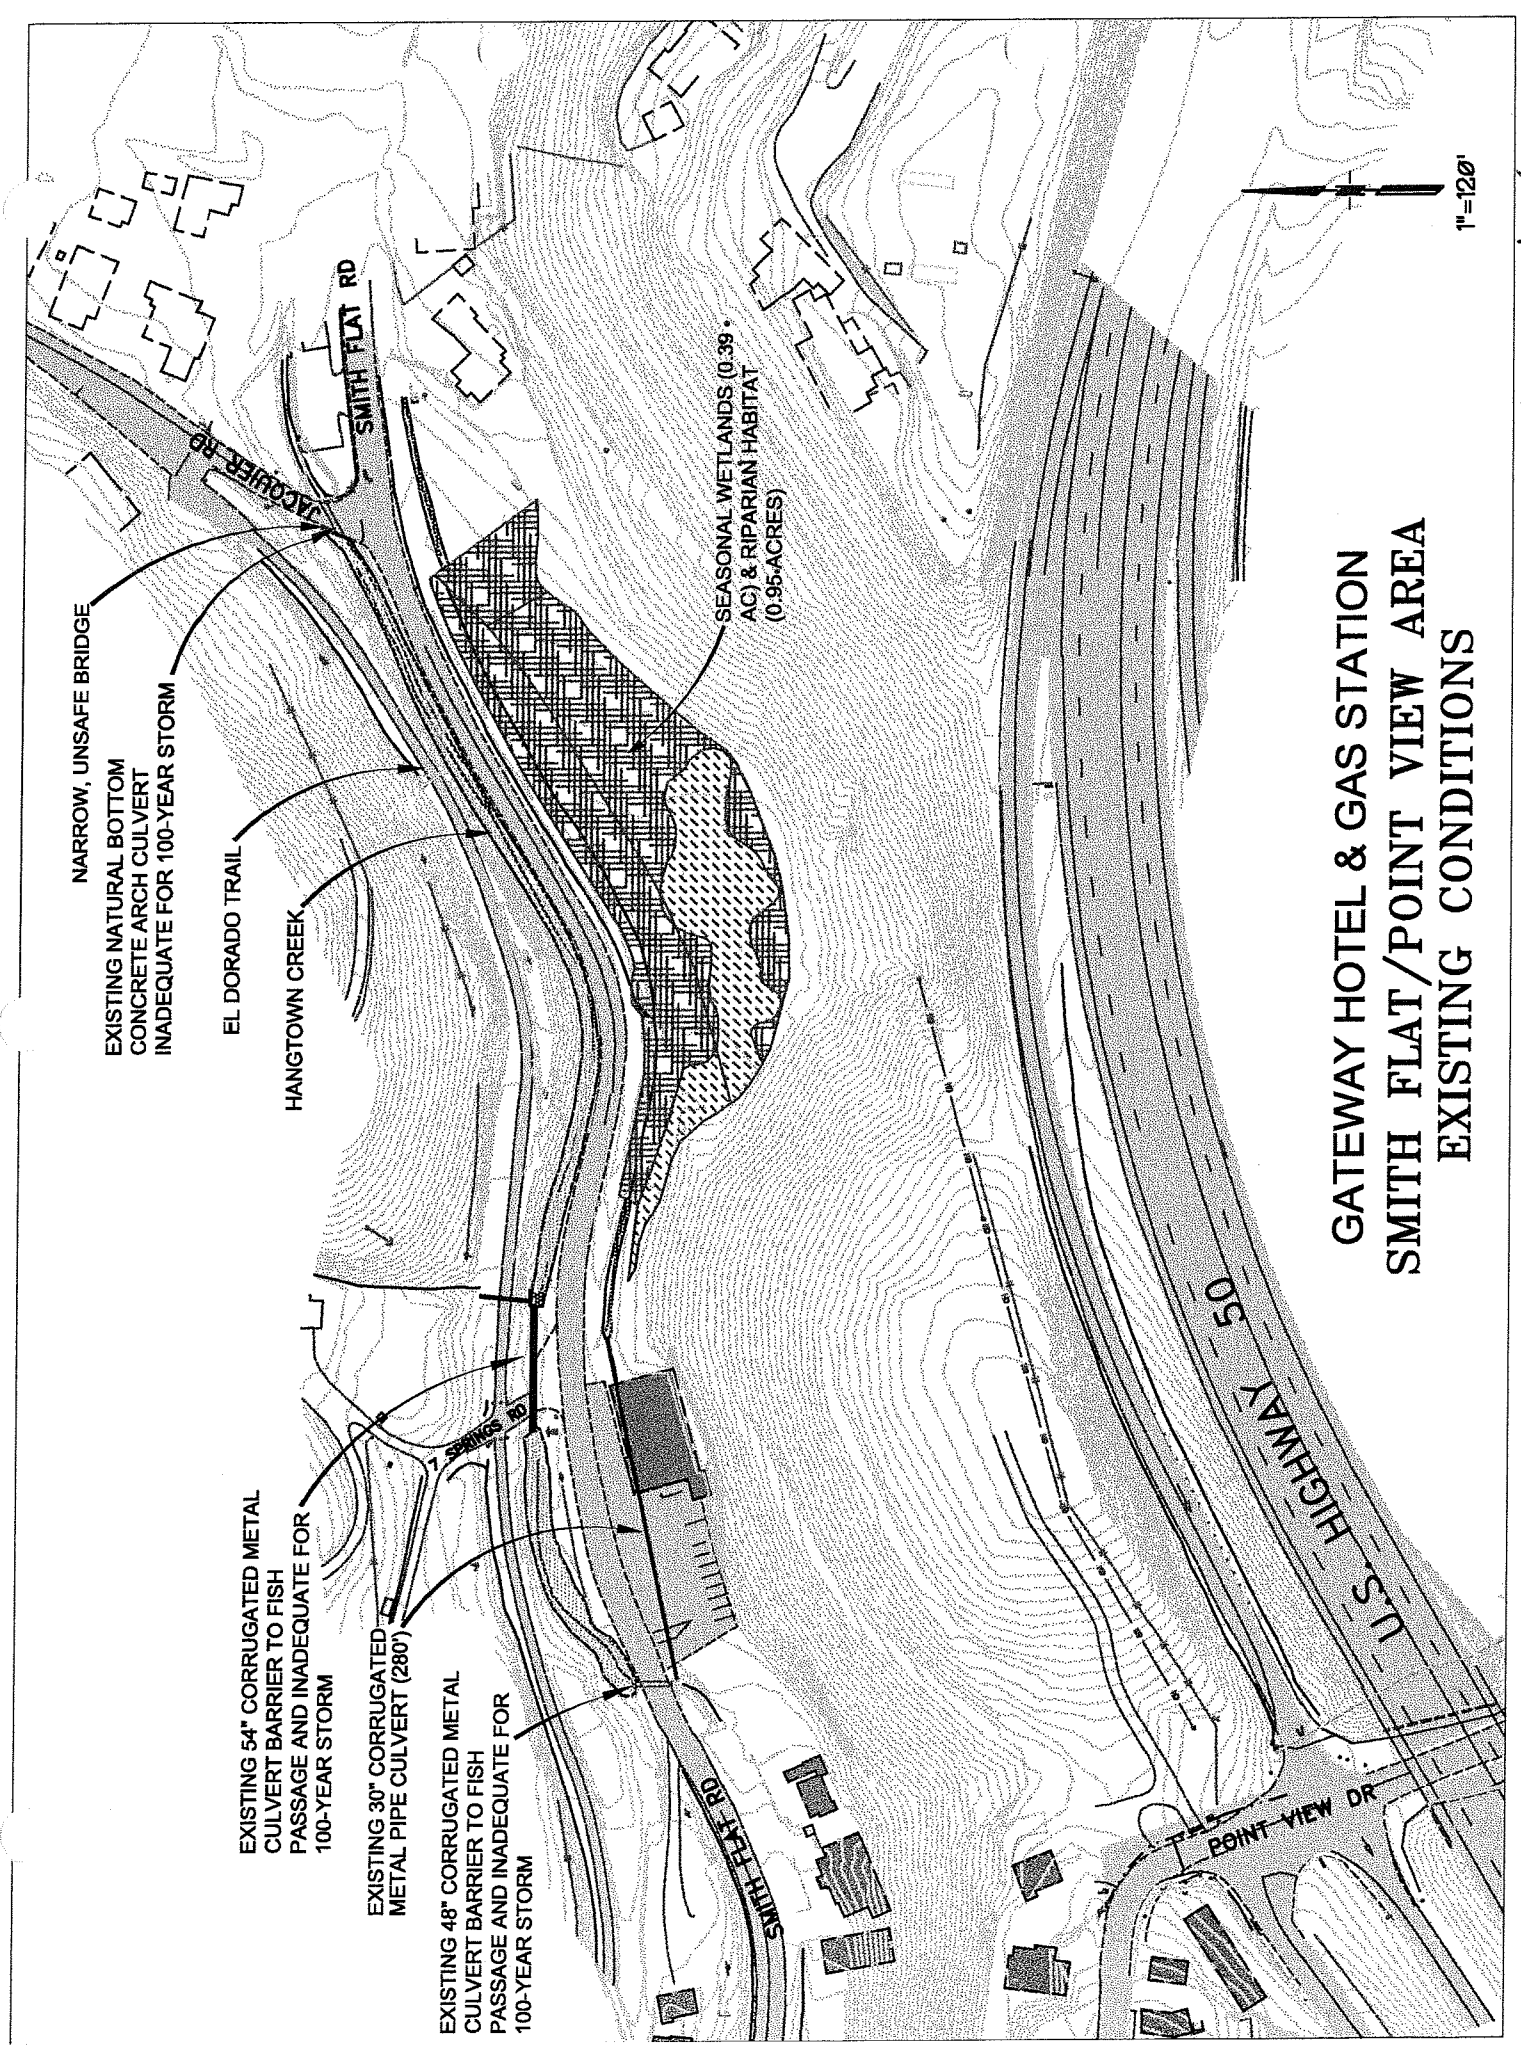 NARROW, UNSAFE BRIDGE
EXISTING NATURAL BOTTOM
CONCRETE ARCH CULVERT
INADEQUATE FOR 100-YEAR STORM
EL DORADO TRAIL
HANGTOWN CREEK
EXISTING 54" CORRUGATED METAL
CULVERT BARRIER TO FISH
PASSAGE AND INADEQUATE FOR
100-YEAR STORM
EXISTING 30" CORRUGATED
METAL PIPE CULVERT (280')
EXISTING 48" CORRUGATED METAL
CULVERT BARRIER TO FISH
PASSAGE AND INADEQUATE FOR
100-YEAR STORM
JACQUIER RD
SMITH FLAT RD
7 SPRINGS RD
SMITH FLAT RD
SEASONAL WETLANDS (0.39
AC) & RIPARIAN HABITAT
(0.95 ACRES)
U.S. HIGHWAY 50
POINT VIEW DR
1"=120'
GATEWAY HOTEL & GAS STATION
SMITH FLAT/POINT VIEW AREA
EXISTING CONDITIONS